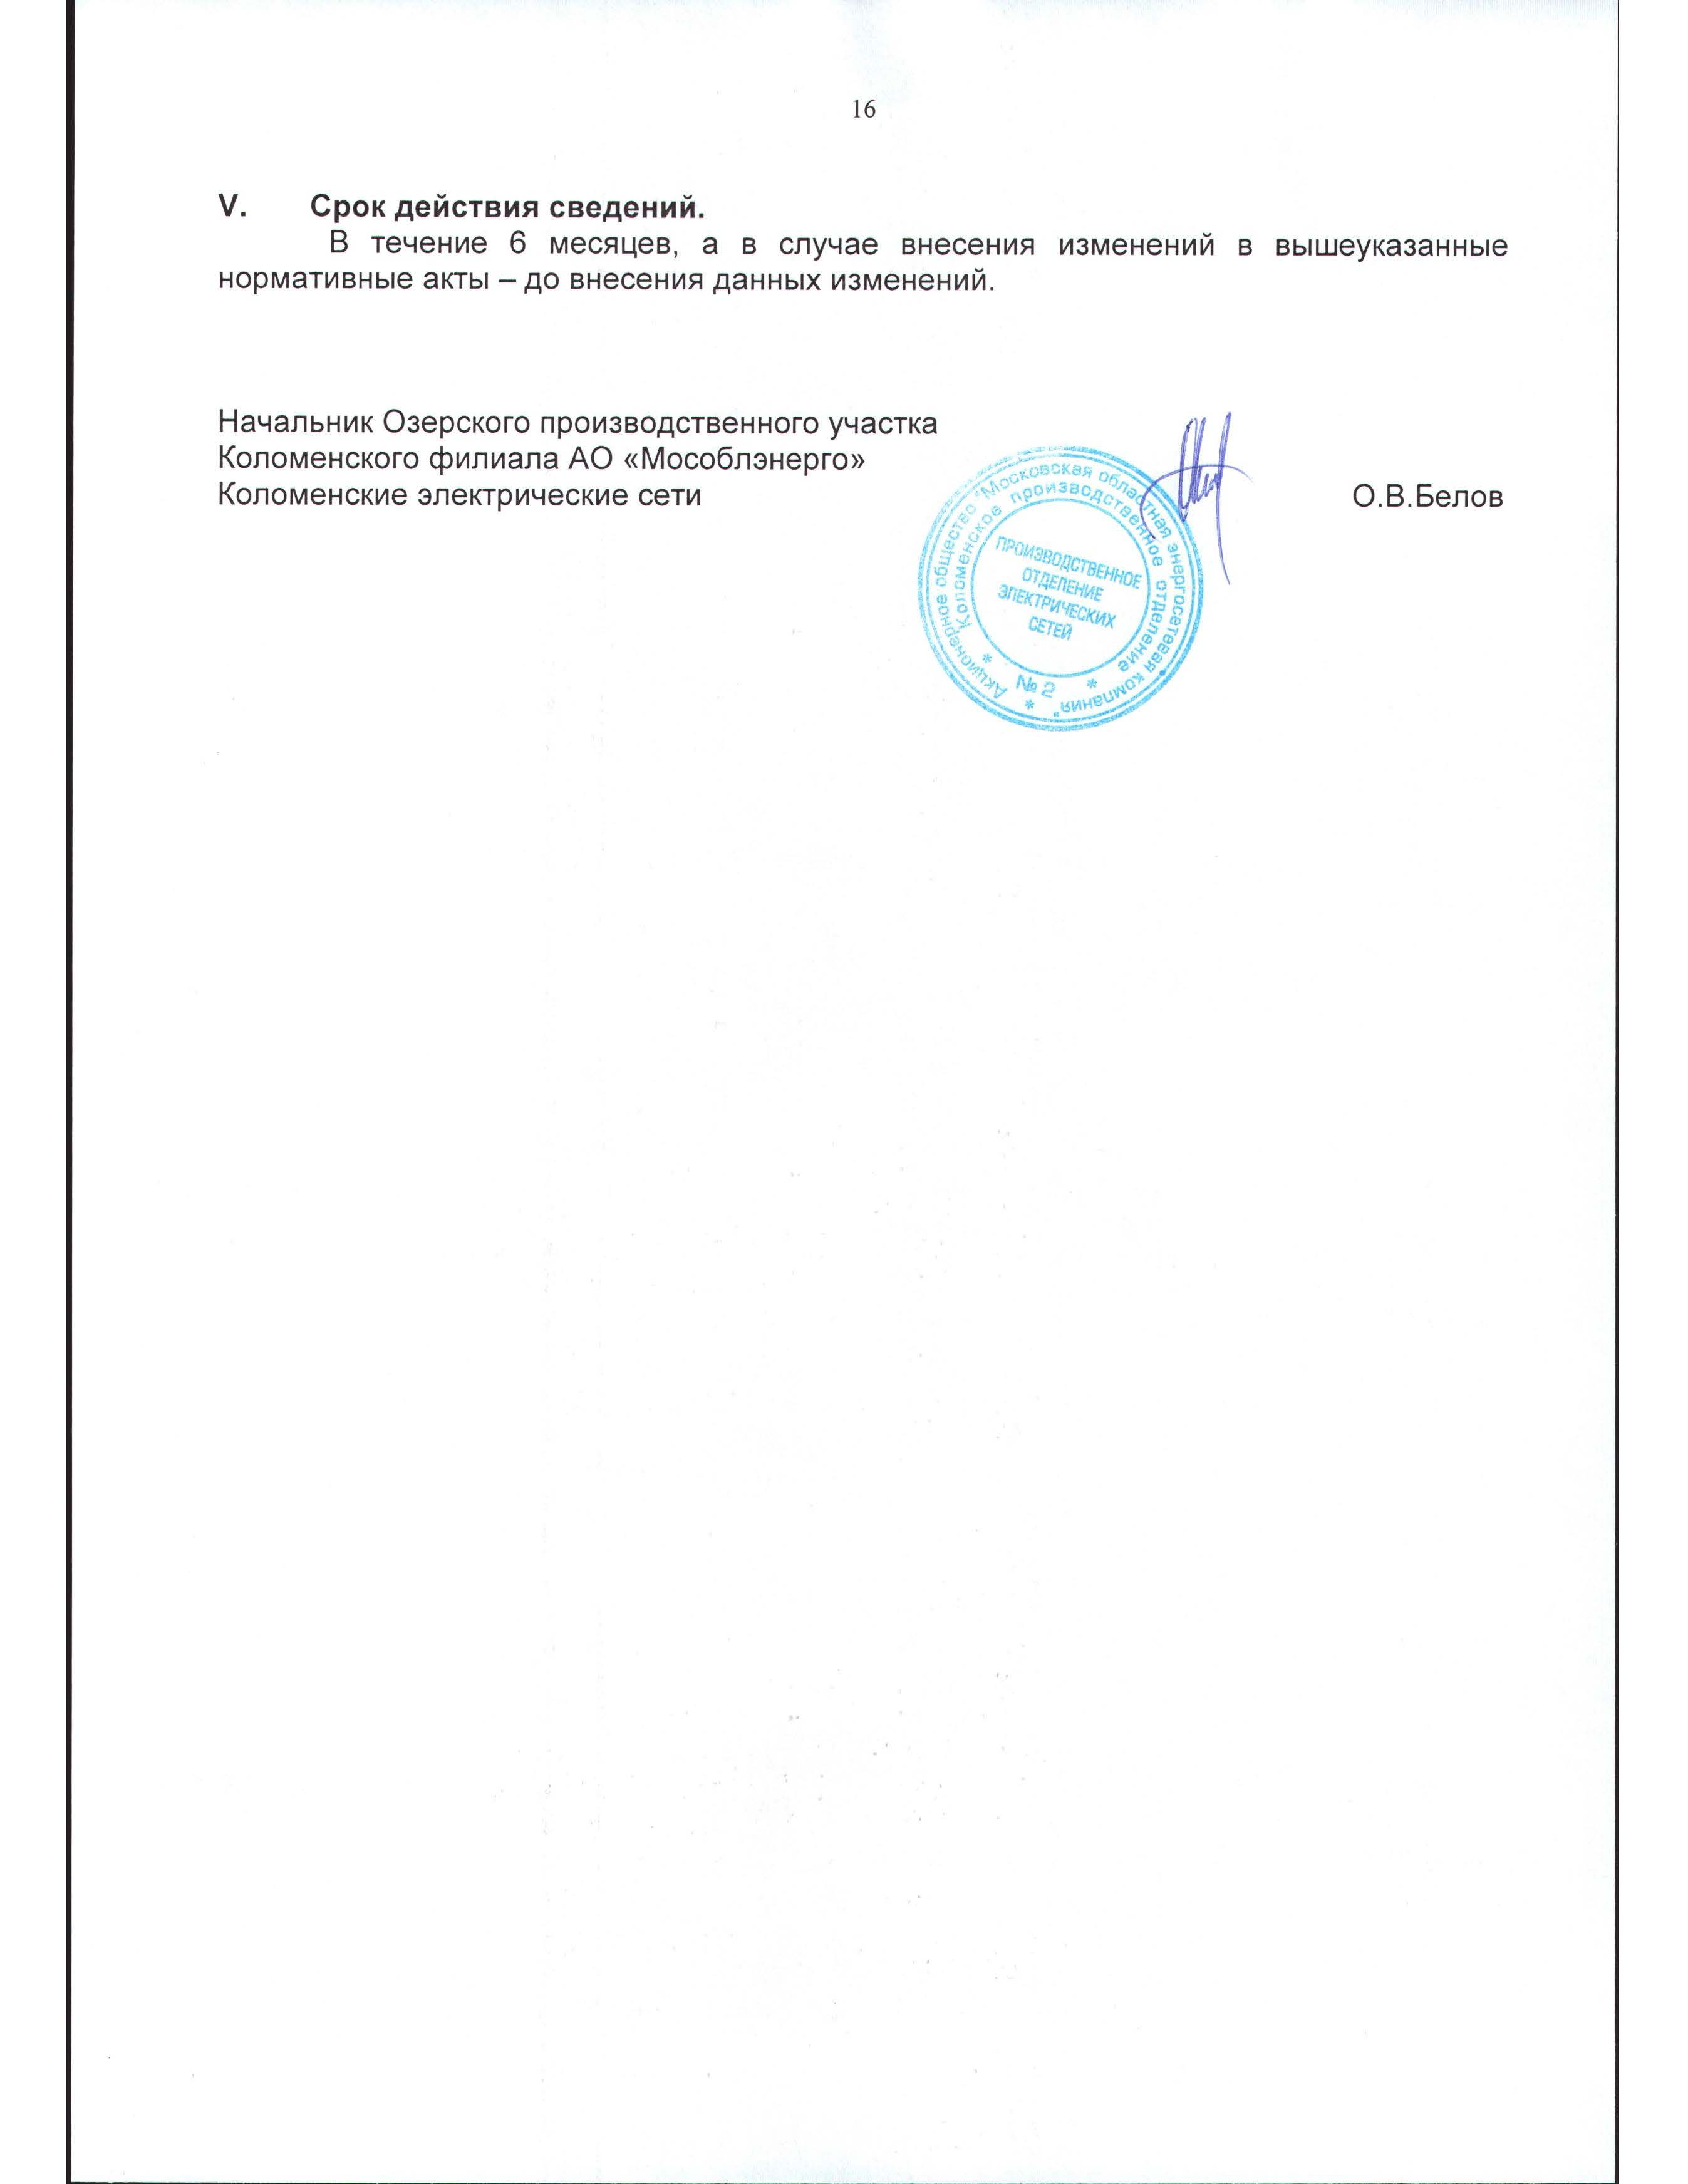 16
V. Срок действия сведений.
В течение 6 месяцев, а в случае внесения изменений в вышеуказанные
нормативные акты – до внесения данных изменений.
Начальник Озерского производственного участка
Коломенского филиала АО «Мособлэнерго»
Коломенские электрические сети
О.В.Белов
Акционерное общество "Московская областная энергосетевая компания" *
Коломенское производственное отделение *
№ 2 *
ПРОИЗВОДСТВЕННОЕ
ОТДЕЛЕНИЕ
ЭЛЕКТРИЧЕСКИХ
СЕТЕЙ